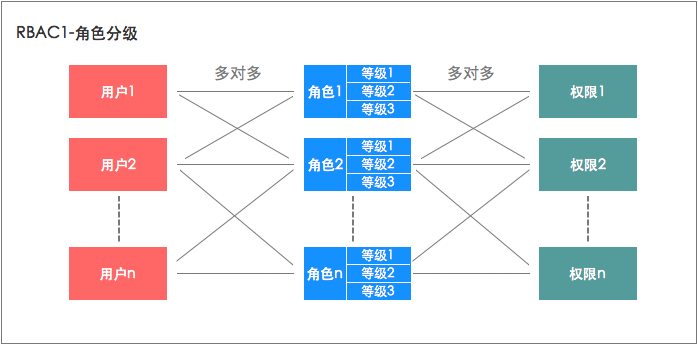 RBAC1-角色分级
多对多
多对多
用户1
角色1
等级1
等级2
等级3
权限1
用户2
角色2
等级1
等级2
等级3
权限2
用户n
角色n
等级1
等级2
等级3
权限n